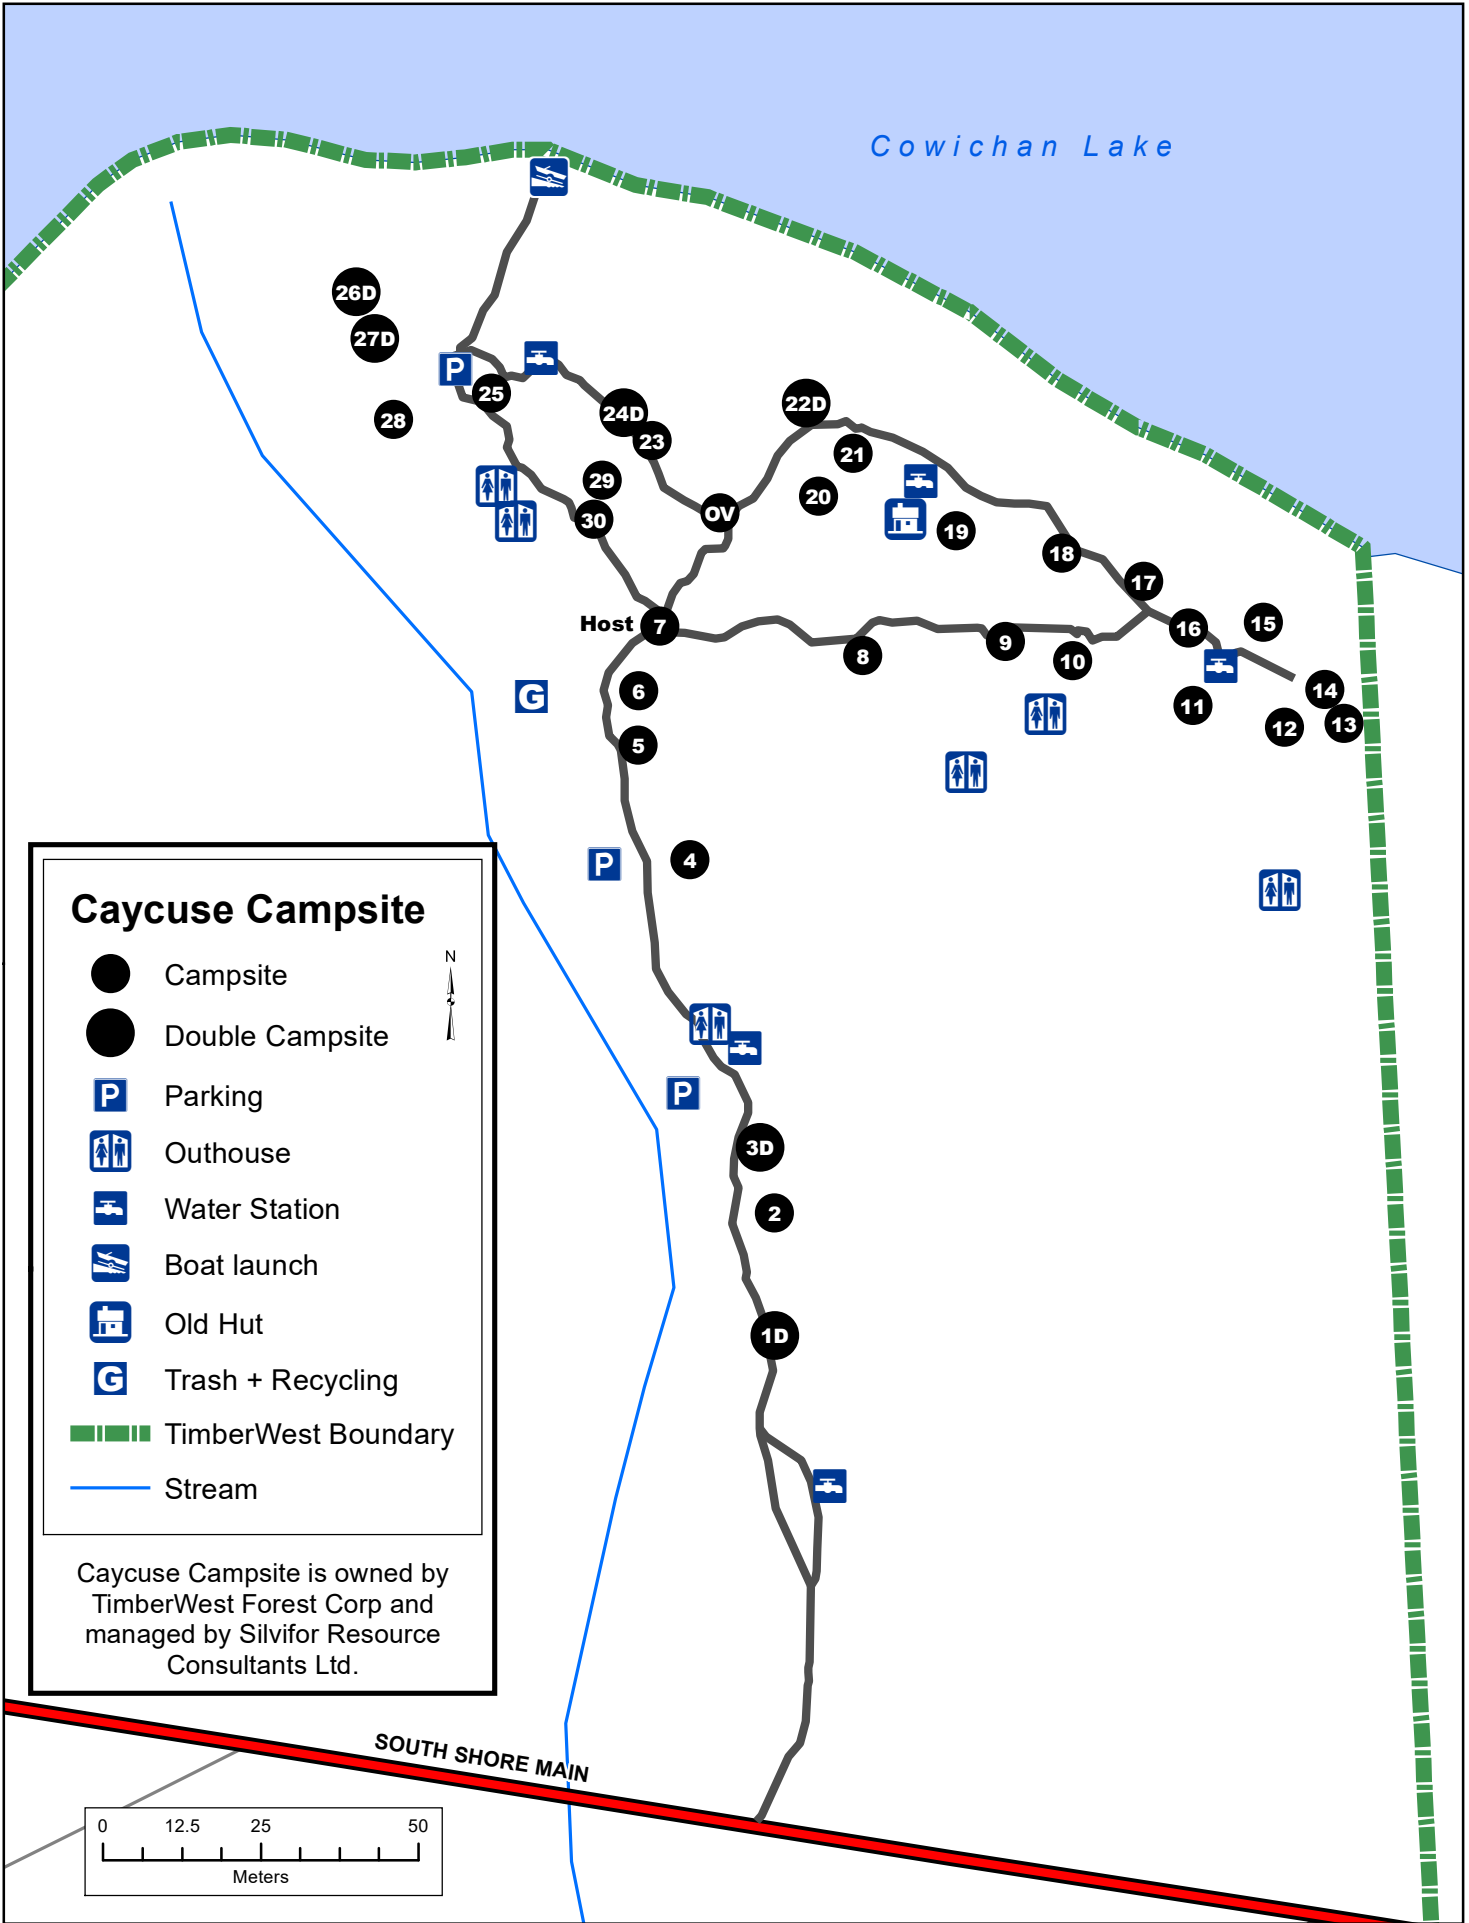 Cowichan Lake
26D
27D
P
25
28
24D
23
22D
21
20
29
30
OV
19
18
17
16
15
Host 7
8
9
10
11
12
13
14
6
G
5
P
4
P
3D
2
1D
Caycuse Campsite
N
Campsite
Double Campsite
P Parking
Outhouse
Water Station
Boat launch
Old Hut
G Trash + Recycling
TimberWest Boundary
Stream
Caycuse Campsite is owned by
TimberWest Forest Corp and
managed by Silvifor Resource
Consultants Ltd.
SOUTH SHORE MAIN
0 12.5 25 50
Meters